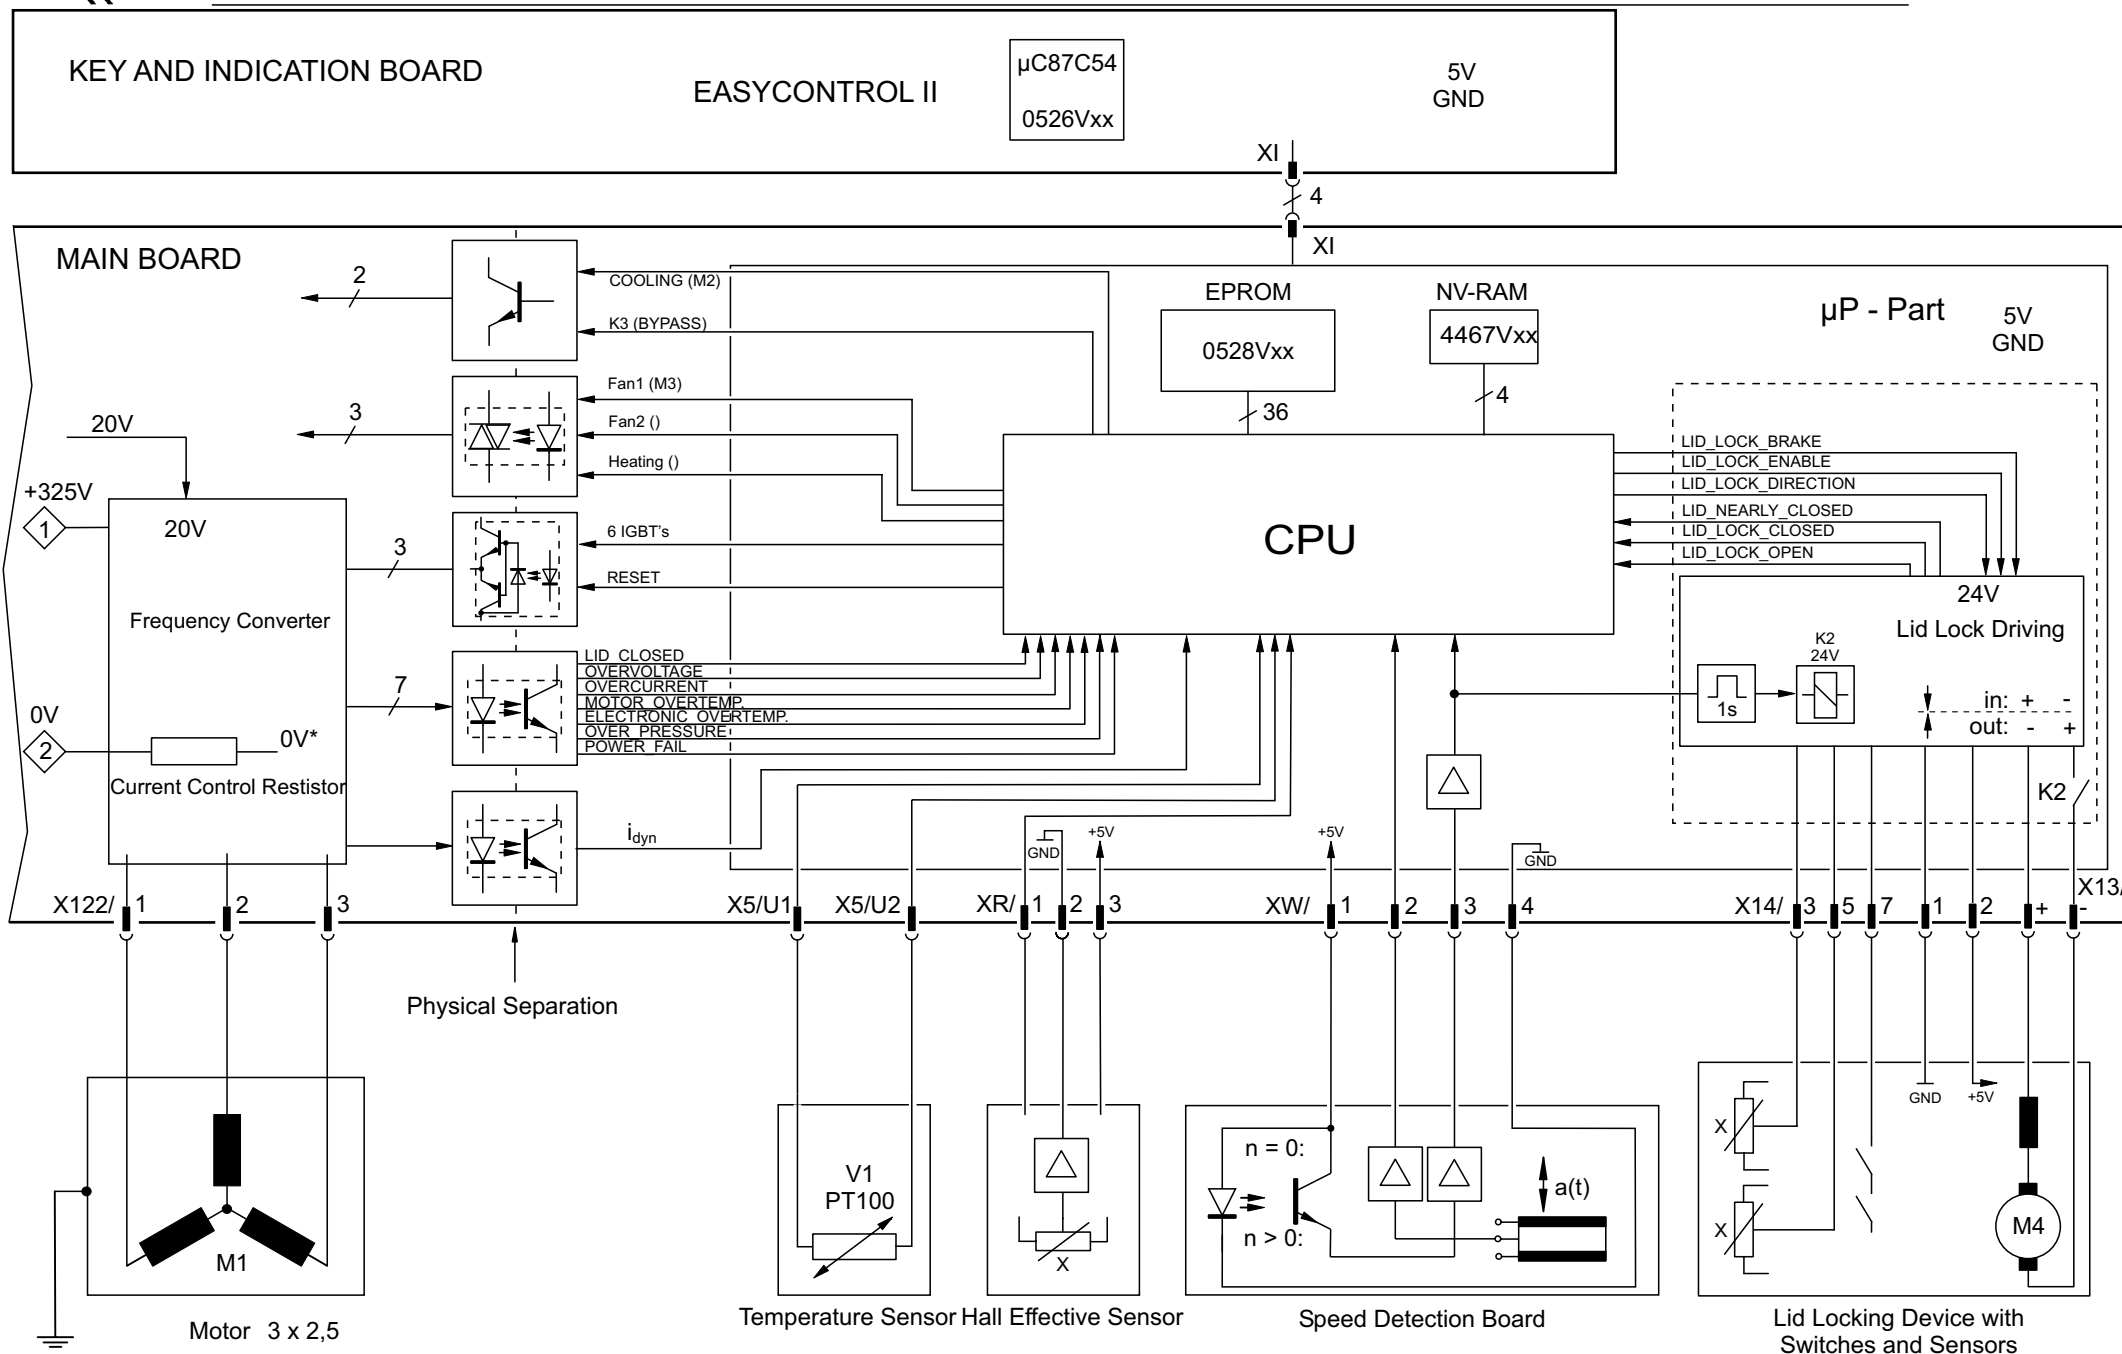 KEY AND INDICATION BOARD
EASYCONTROL II
µC87C54
0526Vxx
5V
GND
XI
4
XI
MAIN BOARD
2
COOLING (M2)
K3 (BYPASS)
EPROM
0528Vxx
36
NV-RAM
4467Vxx
4
µP - Part
5V
GND
3
Fan1 (M3)
Fan2 ()
Heating ()
20V
+325V
1
20V
Frequency Converter
3
6 IGBT's
RESET
CPU
LID_LOCK_BRAKE
LID_LOCK_ENABLE
LID_LOCK_DIRECTION
LID_NEARLY_CLOSED
LID_LOCK_CLOSED
LID_LOCK_OPEN
24V
Lid Lock Driving
K2
24V
1s
in: + -
out: - +
K2
7
LID_CLOSED
OVERVOLTAGE
OVERCURRENT
MOTOR_OVERTEMP.
ELECTRONIC_OVERTEMP.
OVER_PRESSURE
POWER_FAIL
0V
2
0V*
Current Control Restistor
idyn
GND
+5V
+5V
GND
X122/ 1 2 3
X5/U1
X5/U2
XR/ 1 2 3
XW/ 1 2 3 4
X14/ 3 5 7 1 2 + -
X13/
Physical Separation
M1
Motor 3 x 2,5
V1
PT100
Temperature Sensor
X
Hall Effective Sensor
n = 0:
n > 0:
a(t)
Speed Detection Board
X
X
GND
+5V
M4
Lid Locking Device with
Switches and Sensors